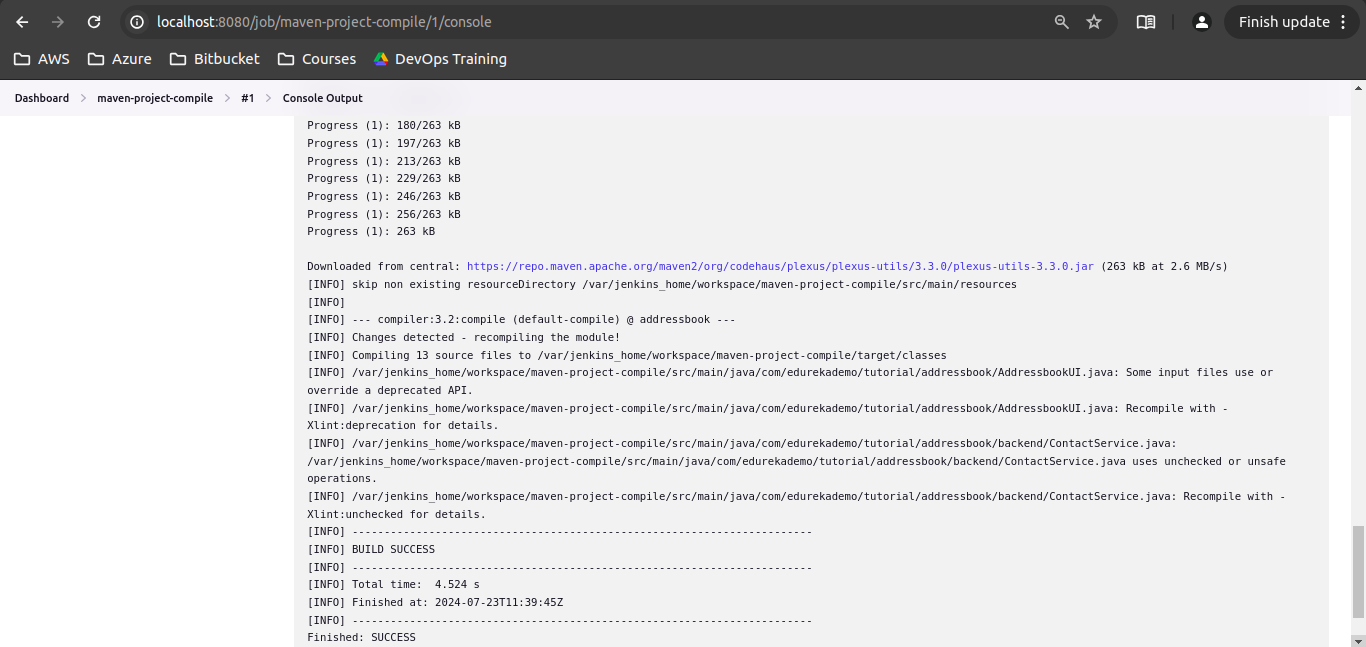 localhost:8080/job/maven-project-compile/1/console
Finish update
AWS Azure Bitbucket Courses DevOps Training
Dashboard > maven-project-compile > #1 > Console Output
Progress (1): 180/263 kB
Progress (1): 197/263 kB
Progress (1): 213/263 kB
Progress (1): 229/263 kB
Progress (1): 246/263 kB
Progress (1): 256/263 kB
Progress (1): 263 kB
Downloaded from central: https://repo.maven.apache.org/maven2/org/codehaus/plexus/plexus-utils/3.3.0/plexus-utils-3.3.0.jar (263 kB at 2.6 MB/s)
[INFO] skip non existing resourceDirectory /var/jenkins_home/workspace/maven-project-compile/src/main/resources
[INFO]
[INFO] --- compiler:3.2:compile (default-compile) @ addressbook ---
[INFO] Changes detected - recompiling the module!
[INFO] Compiling 13 source files to /var/jenkins_home/workspace/maven-project-compile/target/classes
[INFO] /var/jenkins_home/workspace/maven-project-compile/src/main/java/com/edurekademo/tutorial/addressbook/AddressbookUI.java: Some input files use or
override a deprecated API.
[INFO] /var/jenkins_home/workspace/maven-project-compile/src/main/java/com/edurekademo/tutorial/addressbook/AddressbookUI.java: Recompile with -
Xlint:deprecation for details.
[INFO] /var/jenkins_home/workspace/maven-project-compile/src/main/java/com/edurekademo/tutorial/addressbook/backend/ContactService.java:
/var/jenkins_home/workspace/maven-project-compile/src/main/java/com/edurekademo/tutorial/addressbook/backend/ContactService.java uses unchecked or unsafe
operations.
[INFO] /var/jenkins_home/workspace/maven-project-compile/src/main/java/com/edurekademo/tutorial/addressbook/backend/ContactService.java: Recompile with -
Xlint:unchecked for details.
[INFO] ------------------------------------------------------------------------
[INFO] BUILD SUCCESS
[INFO] ------------------------------------------------------------------------
[INFO] Total time:  4.524 s
[INFO] Finished at: 2024-07-23T11:39:45Z
[INFO] ------------------------------------------------------------------------
Finished: SUCCESS